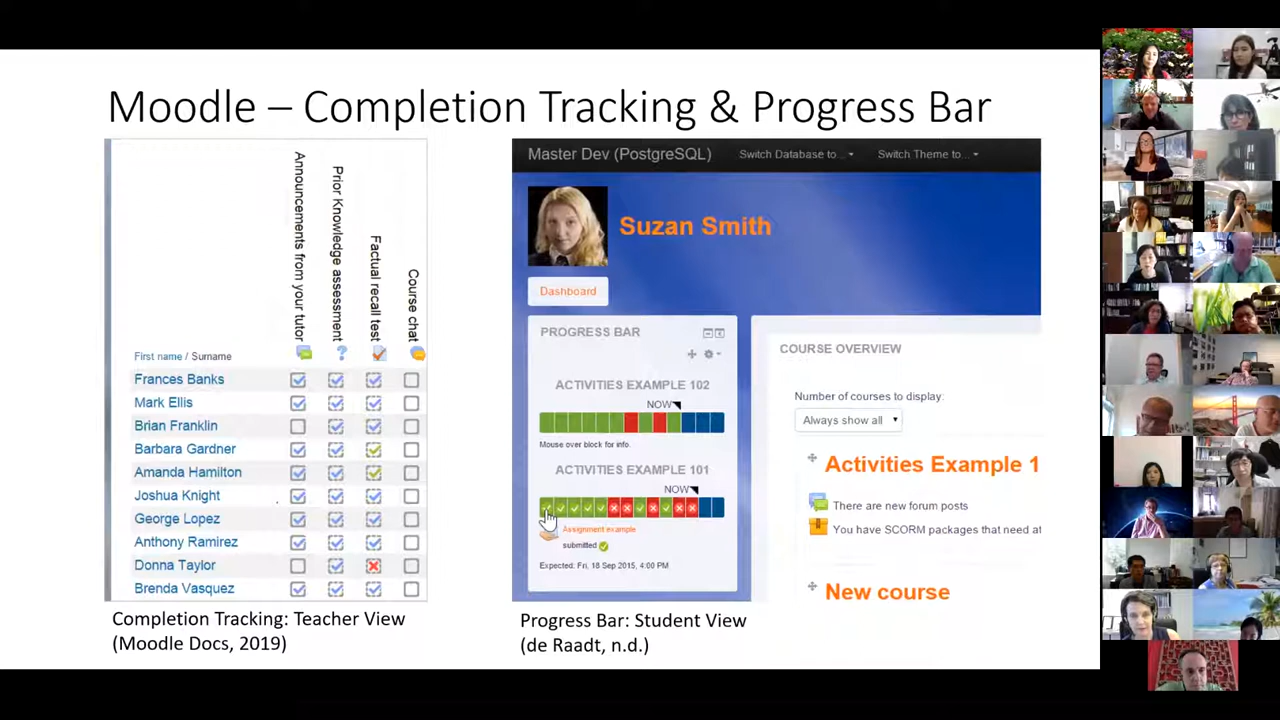 Moodle – Completion Tracking & Progress Bar
Announcements from your tutor
Prior Knowledge assessment
Factual recall test
Course chat
First name / Surname
Frances Banks
Mark Ellis
Brian Franklin
Barbara Gardner
Amanda Hamilton
Joshua Knight
George Lopez
Anthony Ramirez
Donna Taylor
Brenda Vasquez
Completion Tracking: Teacher View
(Moodle Docs, 2019)
Master Dev (PostgreSQL) Switch Database to... Switch Theme to...
Suzan Smith
Dashboard
PROGRESS BAR
ACTIVITIES EXAMPLE 102
NOW
Mouse over block for info.
ACTIVITIES EXAMPLE 101
NOW
Assignment example
submitted
Expected: Fri, 18 Sep 2015, 4:00 PM
COURSE OVERVIEW
Number of courses to display:
Always show all
Activities Example 1
There are new forum posts
You have SCORM packages that need at
New course
Progress Bar: Student View
(de Raadt, n.d.)